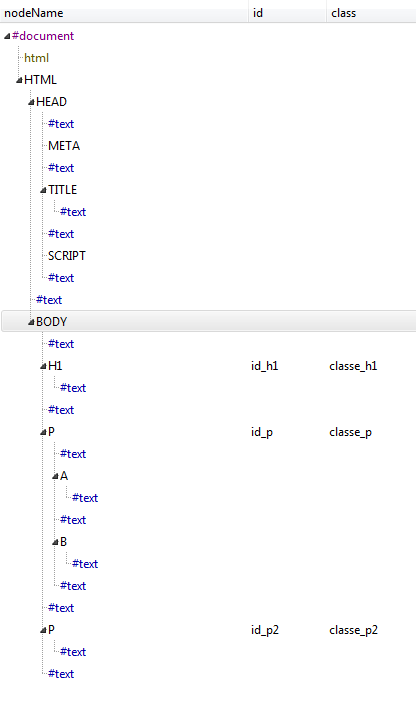 nodeName id class
#document
html
HTML
HEAD
#text
META
#text
TITLE
#text
#text
SCRIPT
#text
#text
BODY
#text
H1 id_h1 classe_h1
#text
#text
P id_p classe_p
#text
A
#text
#text
B
#text
#text
#text
P id_p2 classe_p2
#text
#text